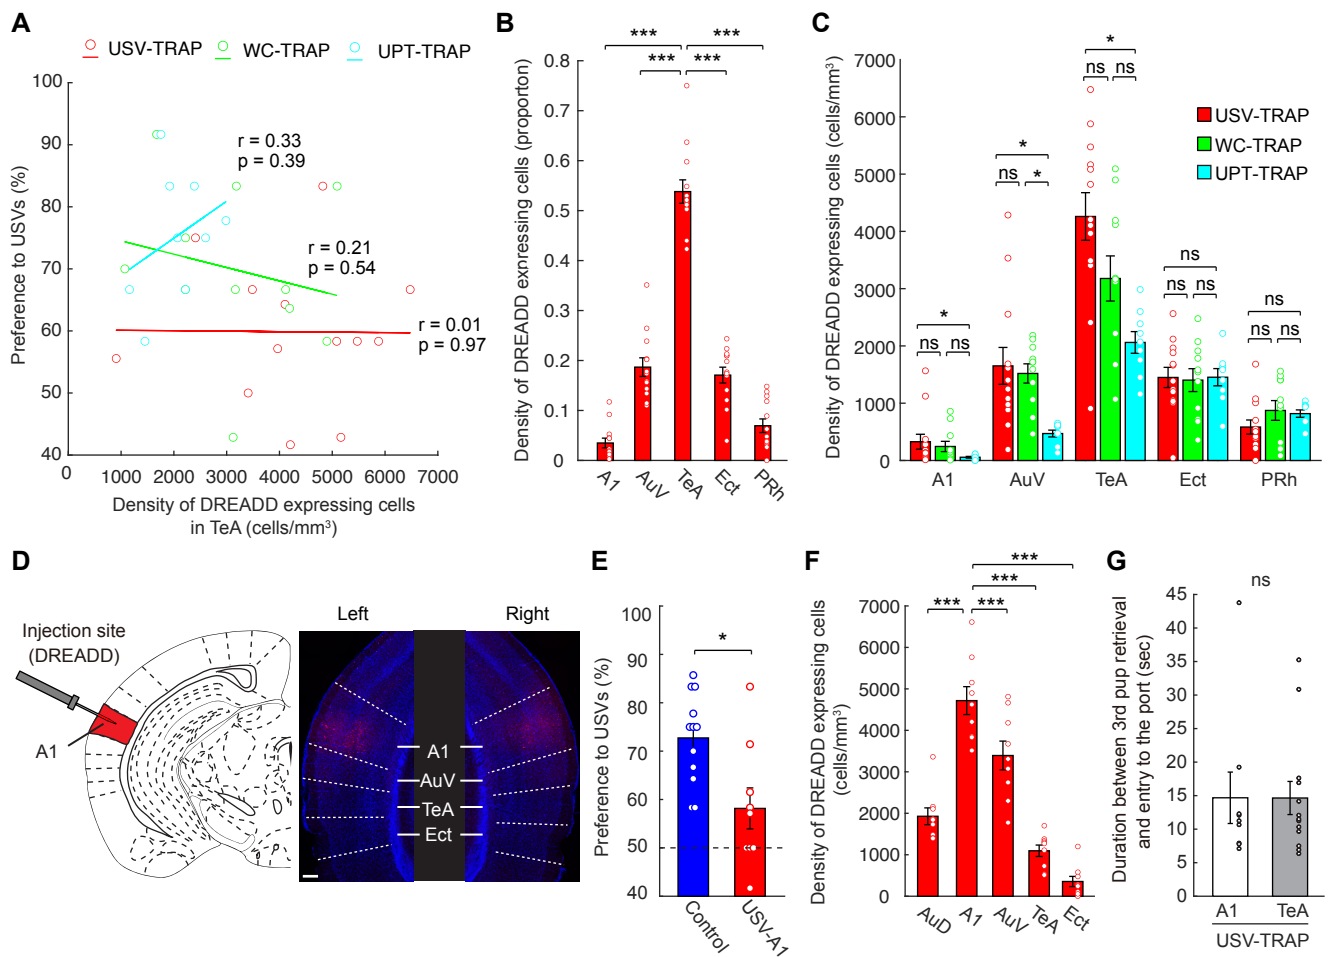 A
USV-TRAP
WC-TRAP
UPT-TRAP
Preference to USVs (%)
100
90
80
70
60
50
40
r = 0.33
p = 0.39
r = 0.21
p = 0.54
r = 0.01
p = 0.97
0
1000
2000
3000
4000
5000
6000
7000
Density of DREADD expressing cells
in TeA (cells/mm³)
B
Density of DREADD expressing cells (proporton)
***
***
***
***
0.8
0.7
0.6
0.5
0.4
0.3
0.2
0.1
0
A1
AuV
TeA
Ect
PRh
C
Density of DREADD expressing cells (cells/mm³)
7000
6000
5000
4000
3000
2000
1000
0
*
ns
ns
*
ns
*
*
ns
ns
ns
ns
ns
ns
ns
ns
USV-TRAP
WC-TRAP
UPT-TRAP
A1
AuV
TeA
Ect
PRh
D
Injection site
(DREADD)
A1
Left
Right
A1
AuV
TeA
Ect
E
Preference to USVs (%)
100
90
80
70
60
50
40
*
Control
USV-A1
F
Density of DREADD expressing cells
(cells/mm³)
7000
6000
5000
4000
3000
2000
1000
0
***
***
***
***
AuD
A1
AuV
TeA
Ect
G
Duration between 3rd pup retrieval
and entry to the port (sec)
45
40
35
30
25
20
15
10
5
0
ns
A1
TeA
USV-TRAP